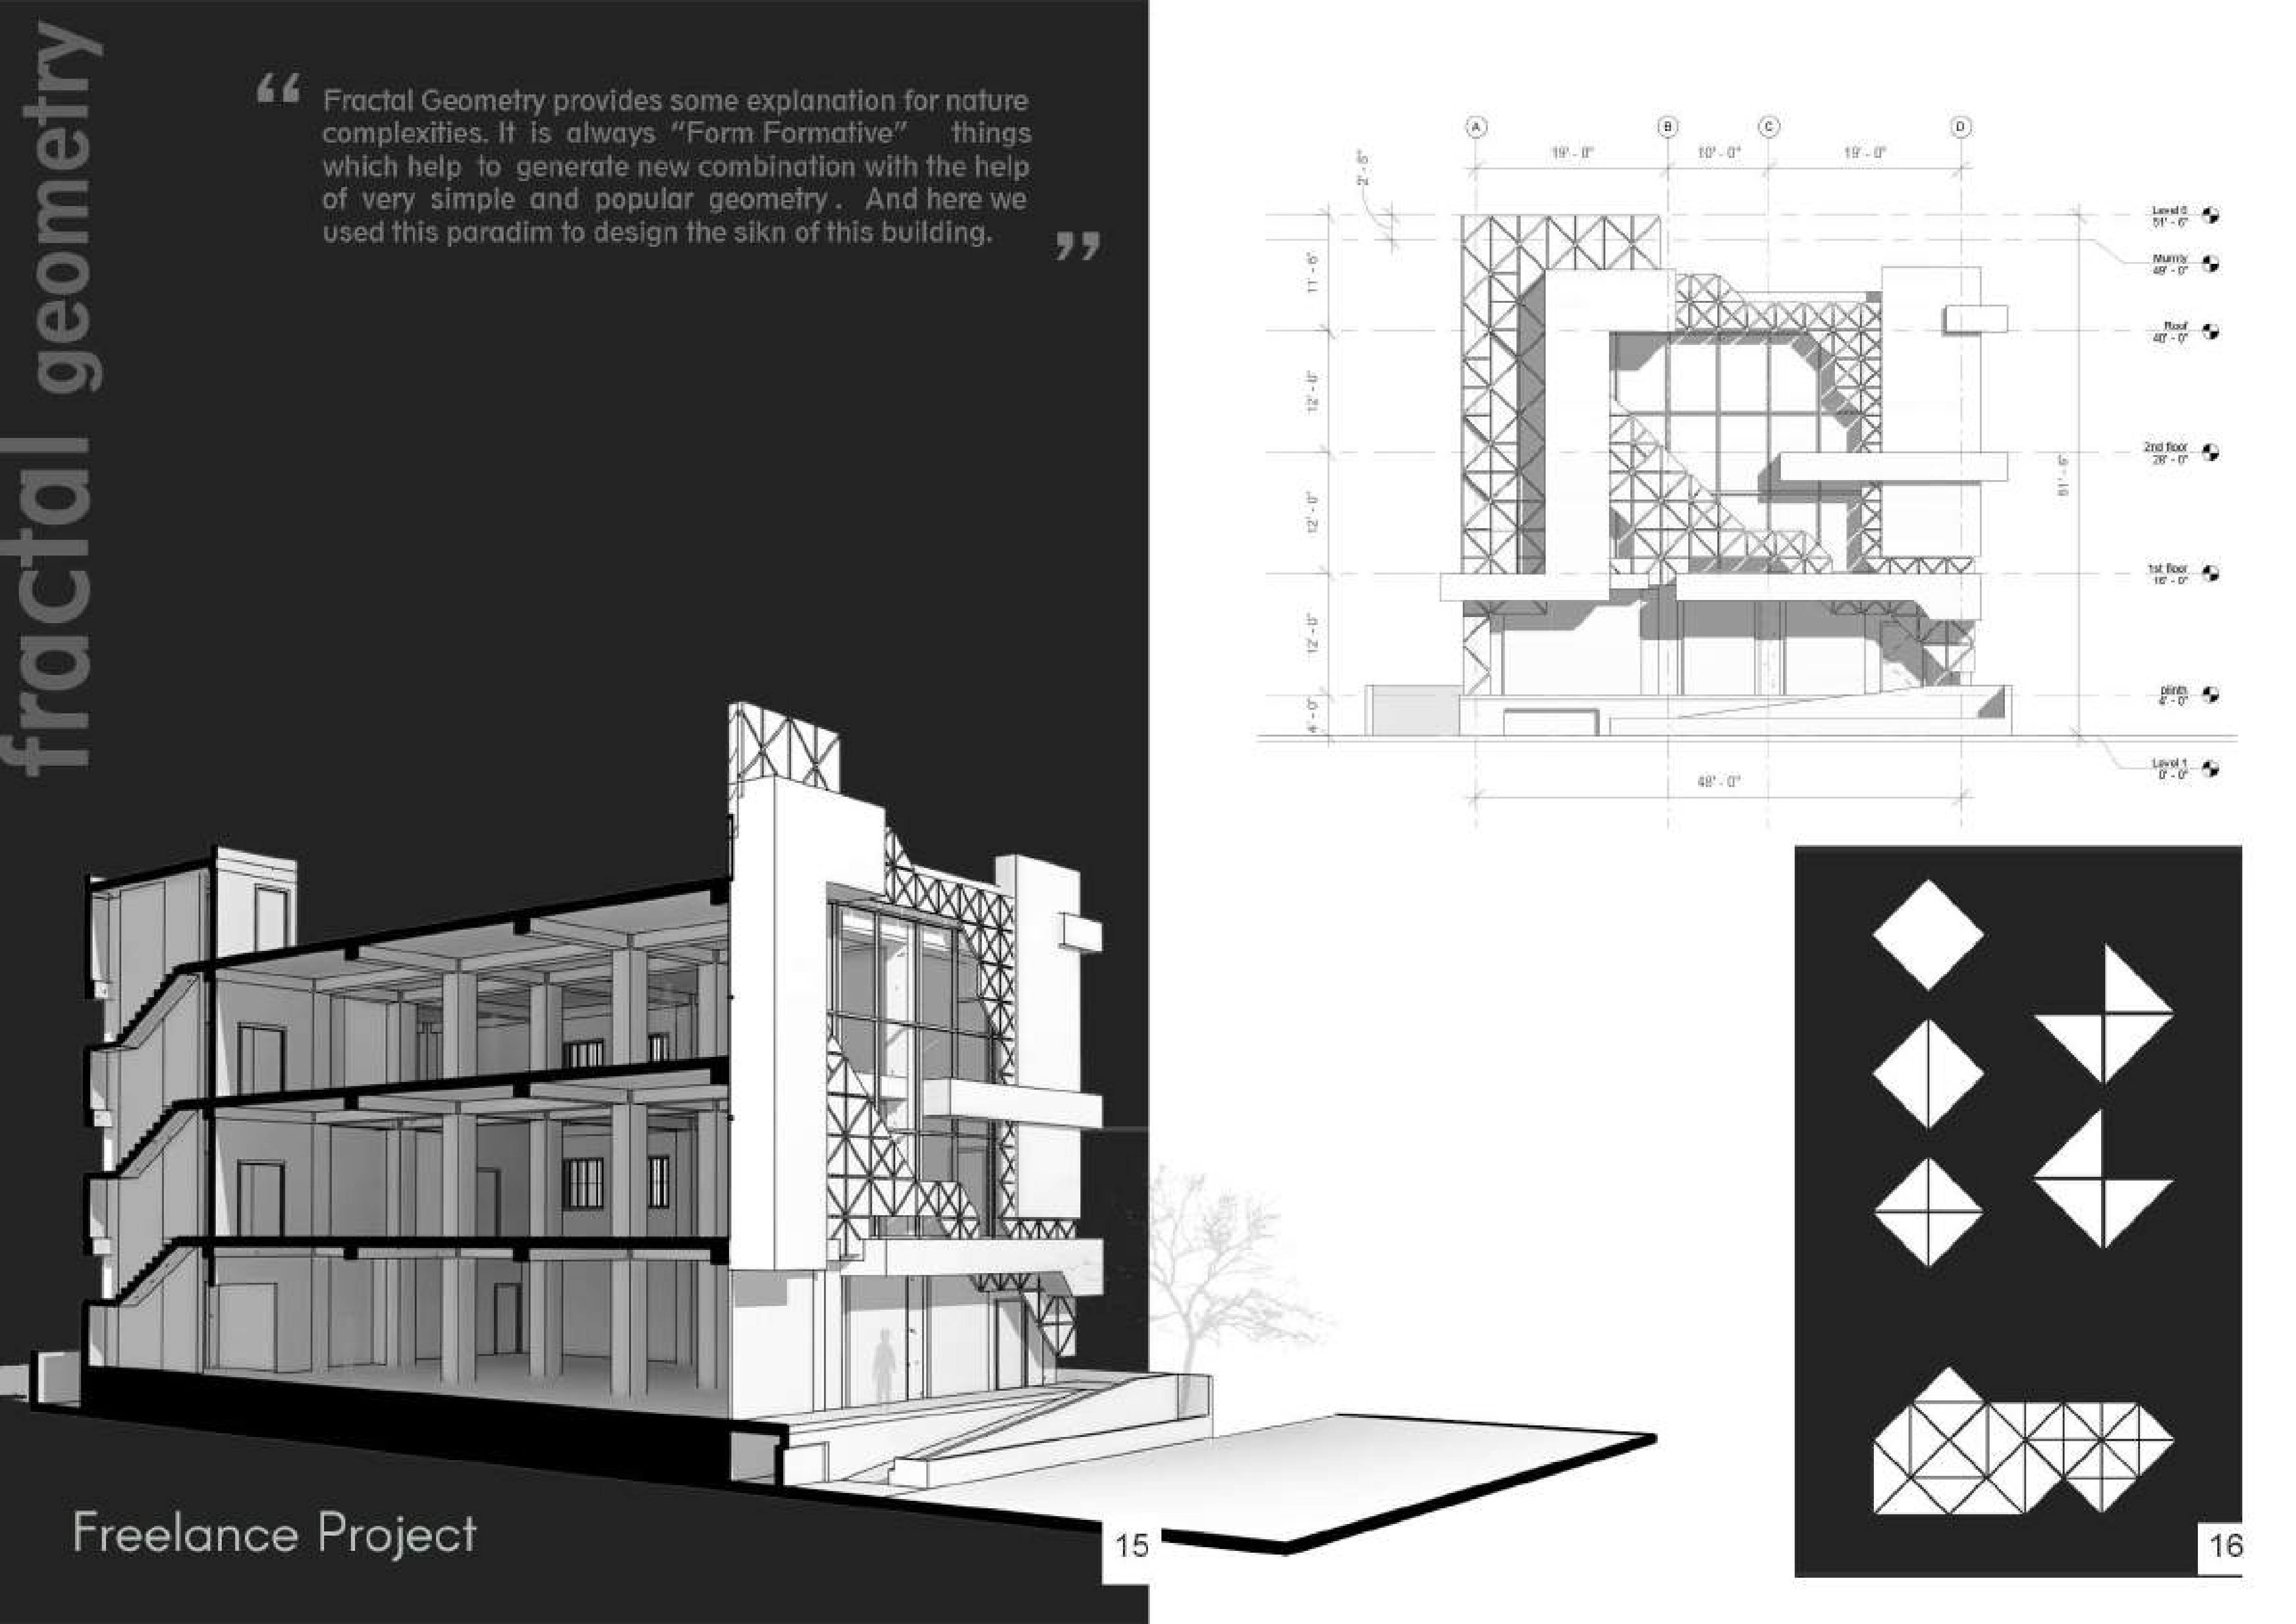 fractal geometry
“ Fractal Geometry provides some explanation for nature
complexities. It is always “Form Formative” things
which help to generate new combination with the help
of very simple and popular geometry. And here we
used this paradim to design the sikn of this building. ”
A B C D
19' - 0" 10' - 0" 19' - 0"
2' - 6"
Level 6
51' - 6"
Mumty
49' - 0"
11' - 6"
Roof
40' - 0"
12' - 0"
2nd floor
28' - 0"
51' - 6"
12' - 0"
1st floor
16' - 0"
12' - 0"
plinth
4' - 0"
4' - 0"
Level 1
0' - 0"
48' - 0"
Freelance Project
15
16